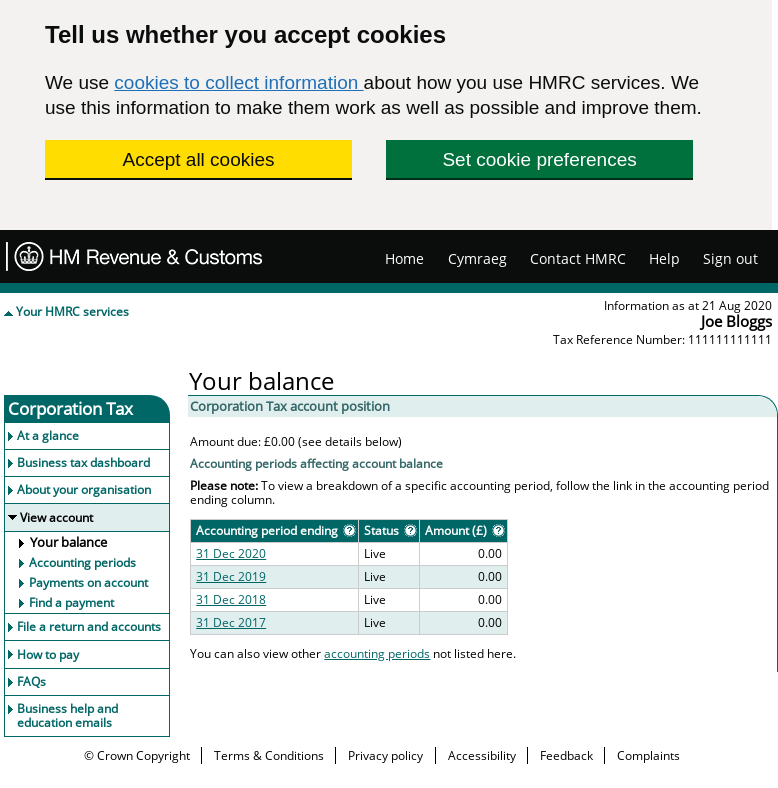 Tell us whether you accept cookies
We use cookies to collect information about how you use HMRC services. We
use this information to make them work as well as possible and improve them.
Accept all cookies
Set cookie preferences
HM Revenue & Customs
Home
Cymraeg
Contact HMRC
Help
Sign out
Your HMRC services
Information as at 21 Aug 2020
Joe Bloggs
Tax Reference Number: 111111111111
Corporation Tax
At a glance
Business tax dashboard
About your organisation
View account
Your balance
Accounting periods
Payments on account
Find a payment
File a return and accounts
How to pay
FAQs
Business help and
education emails
Your balance
Corporation Tax account position
Amount due: £0.00 (see details below)
Accounting periods affecting account balance
Please note: To view a breakdown of a specific accounting period, follow the link in the accounting period
ending column.
Accounting period ending ? Status ? Amount (£) ?
31 Dec 2020 Live 0.00
31 Dec 2019 Live 0.00
31 Dec 2018 Live 0.00
31 Dec 2017 Live 0.00
You can also view other accounting periods not listed here.
© Crown Copyright
Terms & Conditions
Privacy policy
Accessibility
Feedback
Complaints